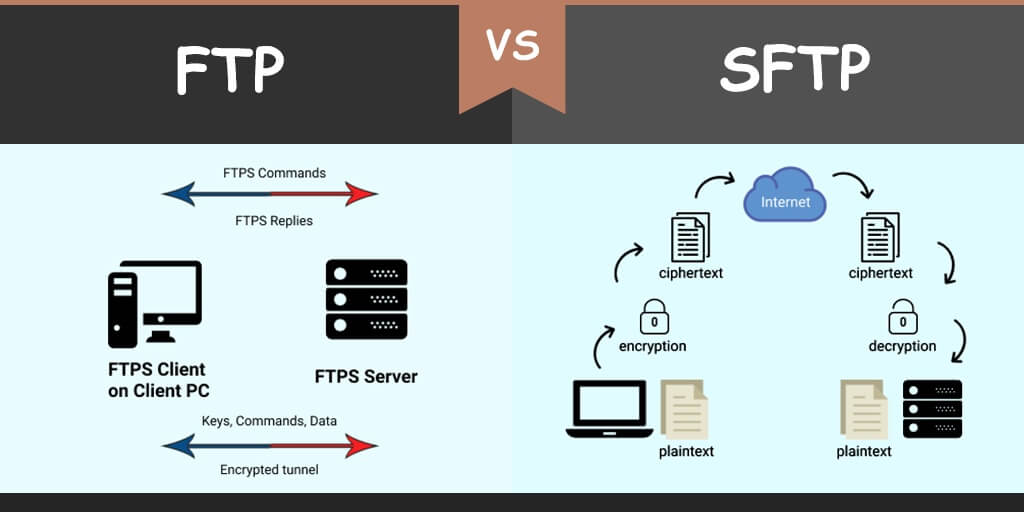 FTP
VS
SFTP
FTPS Commands
FTPS Replies
FTPS Client
on Client PC
FTPS Server
Keys, Commands, Data
Encrypted tunnel
Internet
ciphertext
ciphertext
0
encryption
0
decryption
plaintext
plaintext